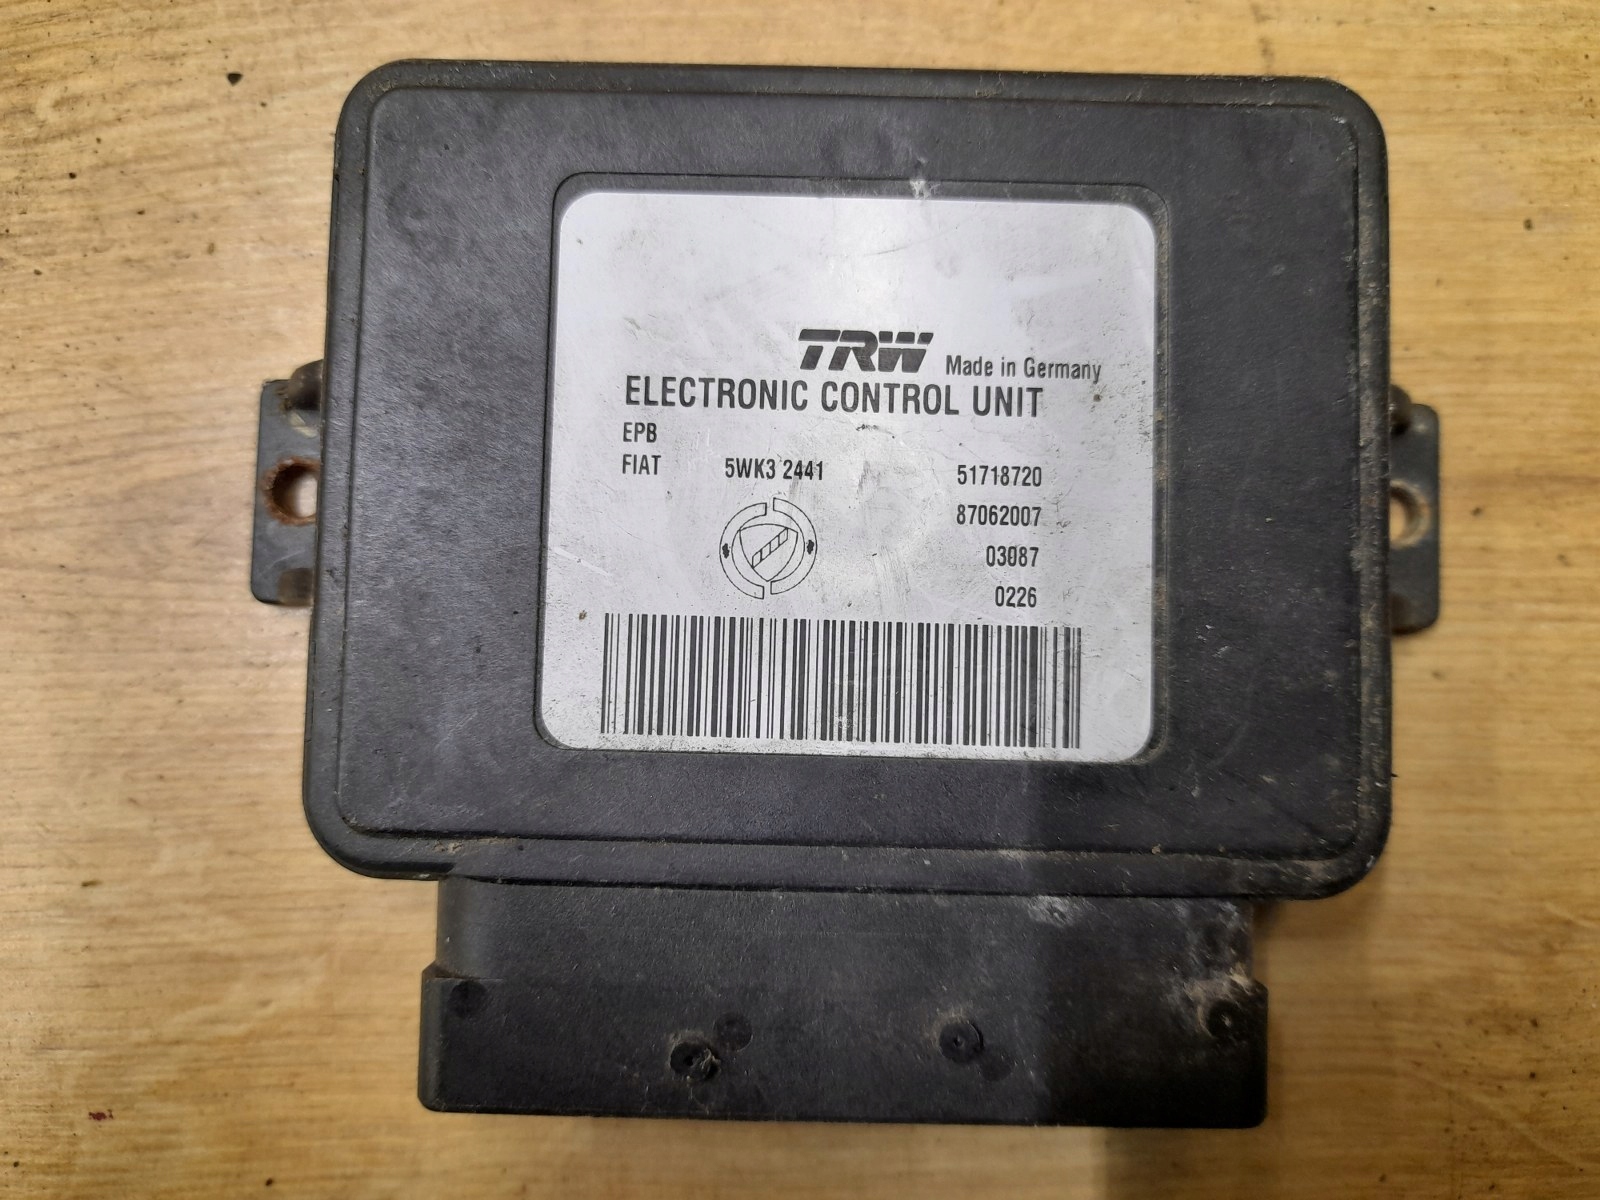 TRW Made in Germany
ELECTRONIC CONTROL UNIT
EPB
FIAT 5WK3 2441 51718720
87062007
03087
0226